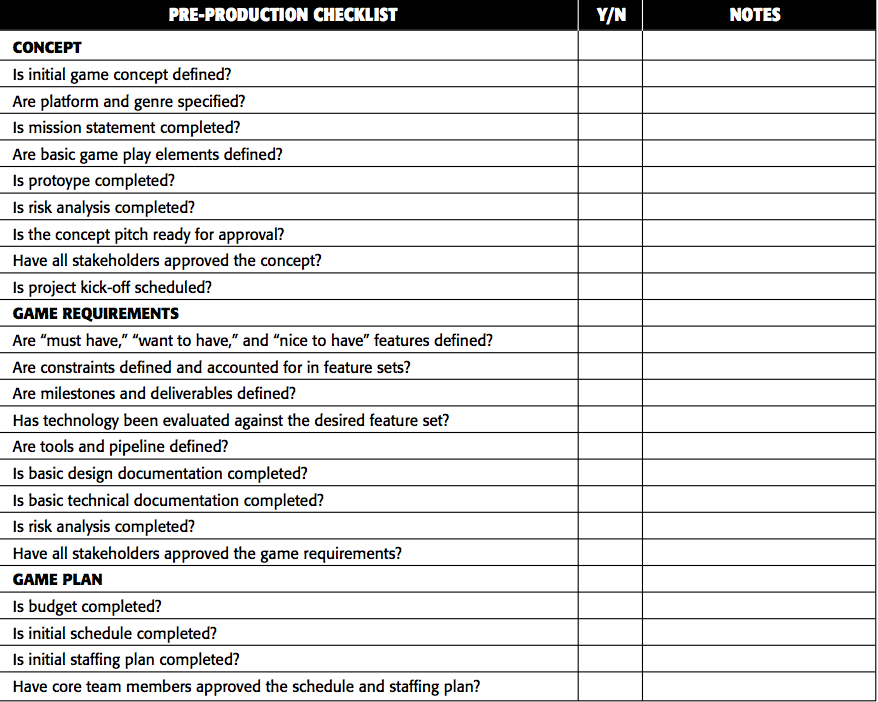 PRE-PRODUCTION CHECKLIST Y/N NOTES
CONCEPT
Is initial game concept defined?
Are platform and genre specified?
Is mission statement completed?
Are basic game play elements defined?
Is protoype completed?
Is risk analysis completed?
Is the concept pitch ready for approval?
Have all stakeholders approved the concept?
Is project kick-off scheduled?
GAME REQUIREMENTS
Are “must have,” “want to have,” and “nice to have” features defined?
Are constraints defined and accounted for in feature sets?
Are milestones and deliverables defined?
Has technology been evaluated against the desired feature set?
Are tools and pipeline defined?
Is basic design documentation completed?
Is basic technical documentation completed?
Is risk analysis completed?
Have all stakeholders approved the game requirements?
GAME PLAN
Is budget completed?
Is initial schedule completed?
Is initial staffing plan completed?
Have core team members approved the schedule and staffing plan?